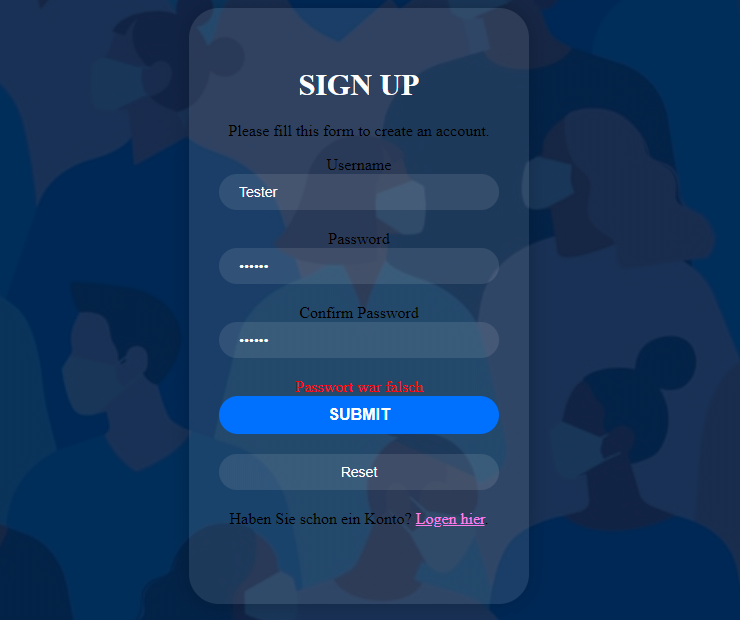 SIGN UP
Please fill this form to create an account.
Username
Tester
Password
••••••
Confirm Password
••••••
Passwort war falsch
SUBMIT
Reset
Haben Sie schon ein Konto? Logen hier